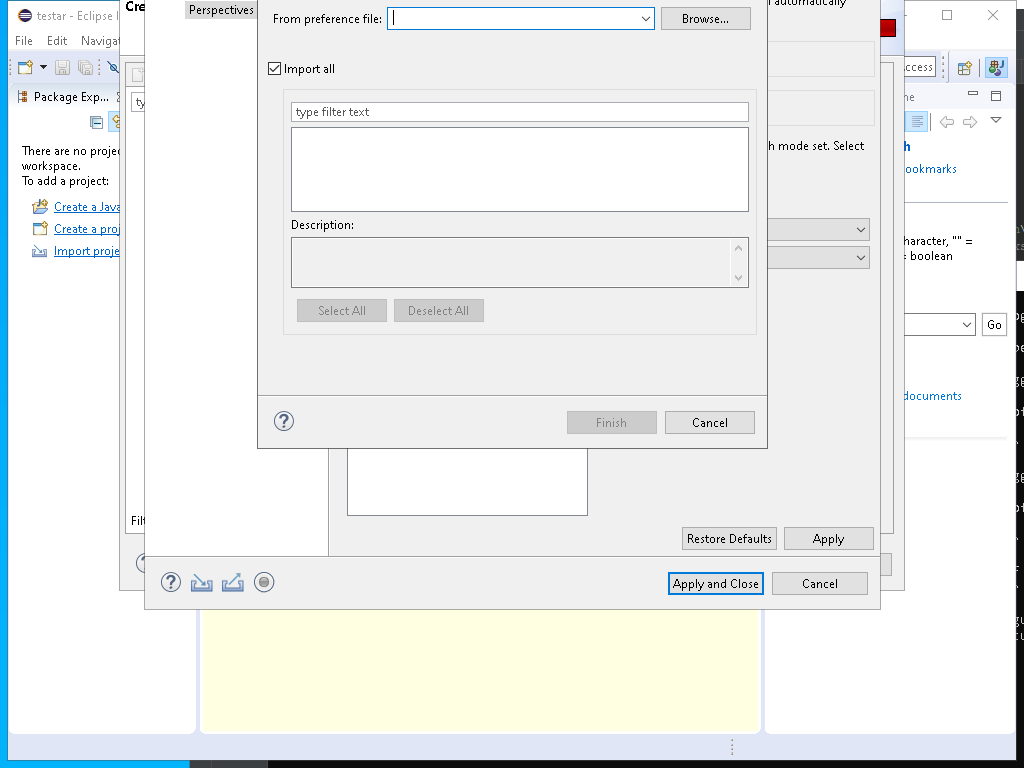 testar - Eclipse I
Cre
Perspectives
From preference file:
Browse...
automatically
File Edit Navigat
Import all
ccess
Package Exp...
ty
type filter text
There are no projec
workspace.
To add a project:
h mode set. Select
ookmarks
Create a Java
Create a proj
Import proje
Description:
haracter, "" =
= boolean
Select All
Deselect All
Go
documents
Finish
Cancel
Filt
Restore Defaults
Apply
Apply and Close
Cancel